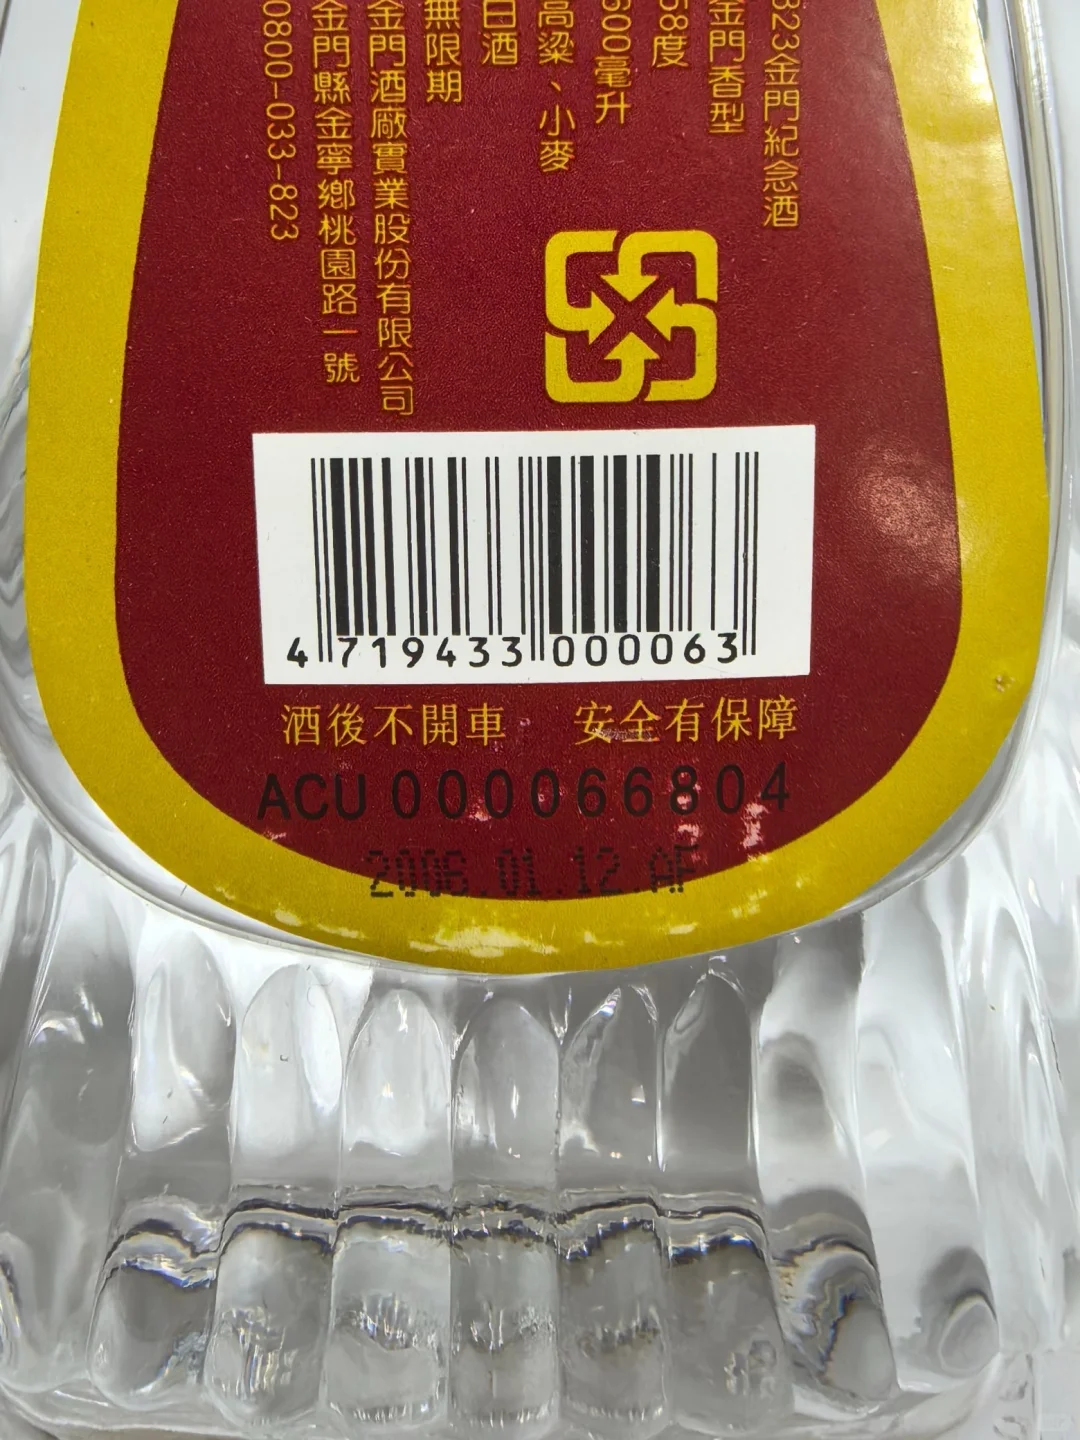 823金門紀念酒
金門香型
58度
600毫升
高粱、小麥
白酒
無限期
金門酒廠實業股份有限公司
金門縣金寧鄉桃園路一號
0800-033-823
4 719433 000063
酒後不開車 安全有保障
ACU 000066804
2006.01.12.AF